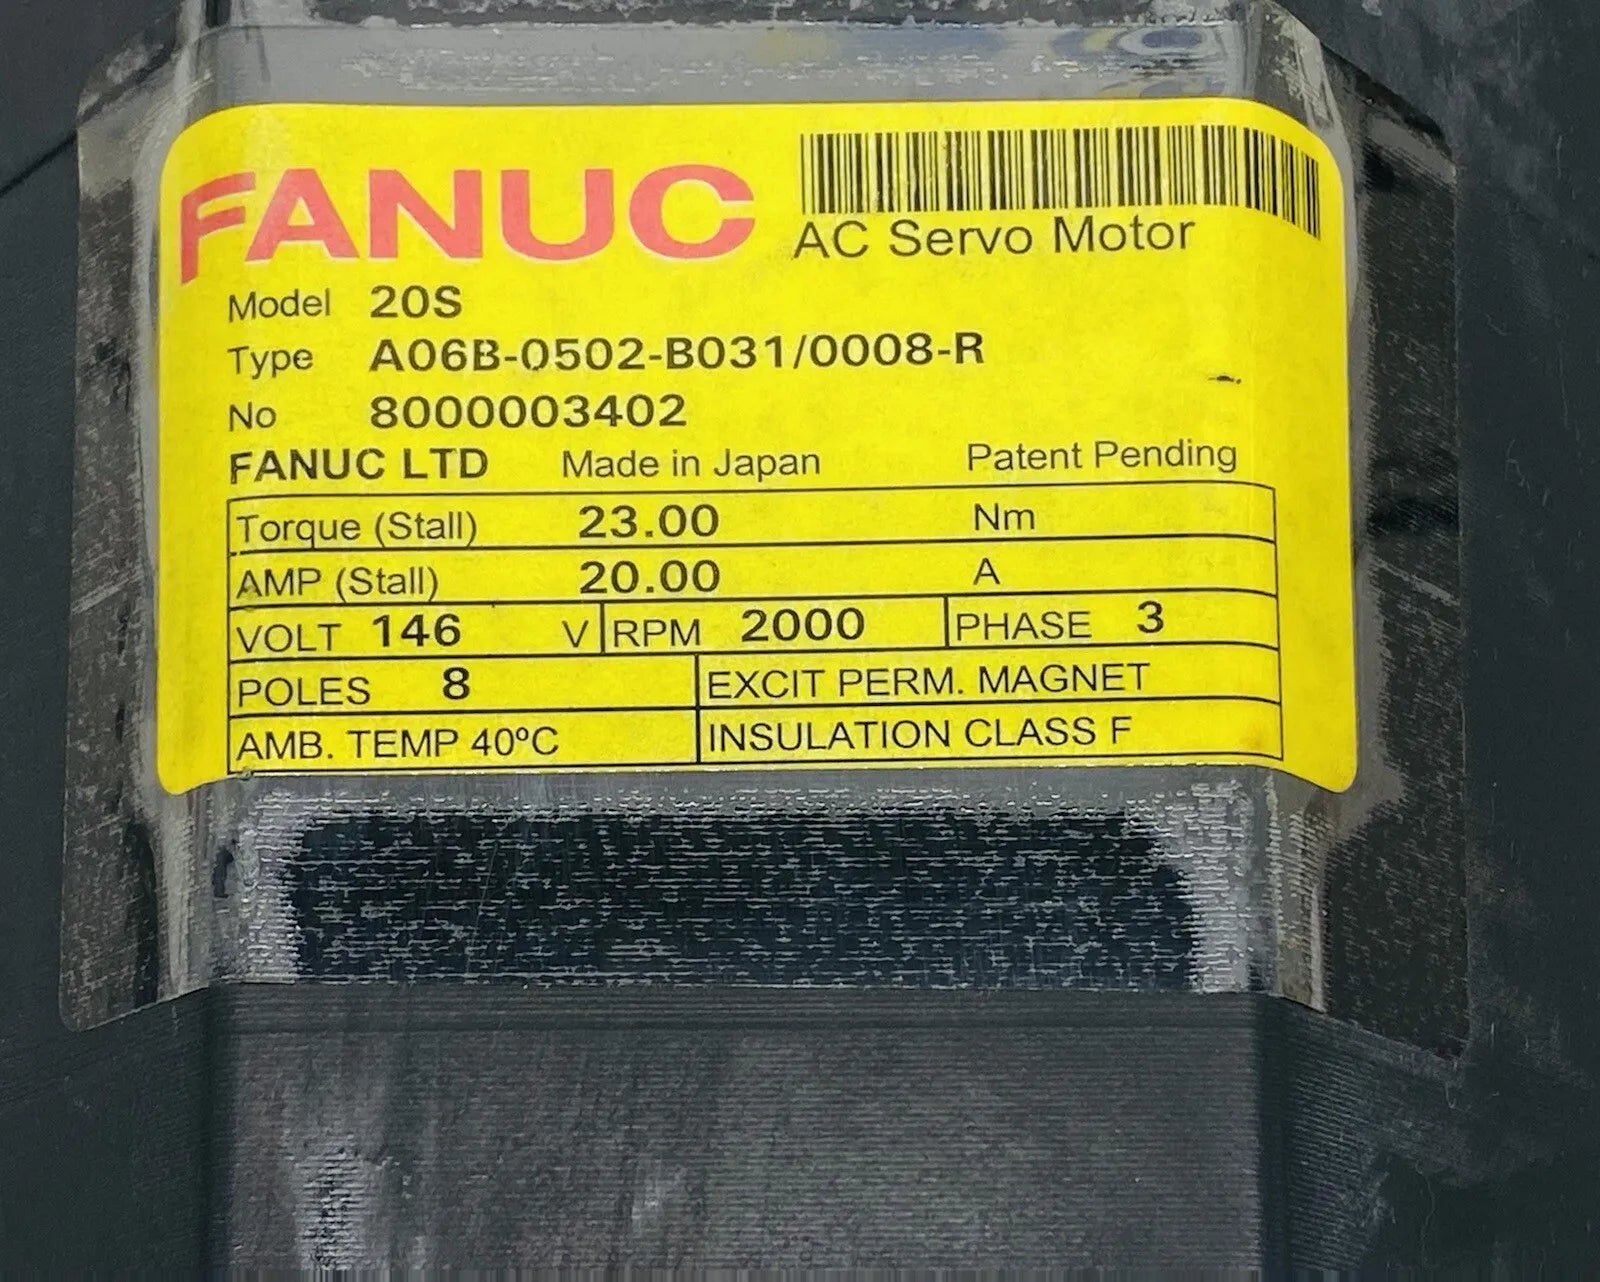 FANUC
AC Servo Motor
Model 20S
Type A06B-0502-B031/0008-R
No 8000003402
FANUC LTD Made in Japan Patent Pending
Torque (Stall) 23.00 Nm
AMP (Stall) 20.00 A
VOLT 146 V RPM 2000 PHASE 3
POLES 8 EXCIT PERM. MAGNET
AMB. TEMP 40ºC INSULATION CLASS F